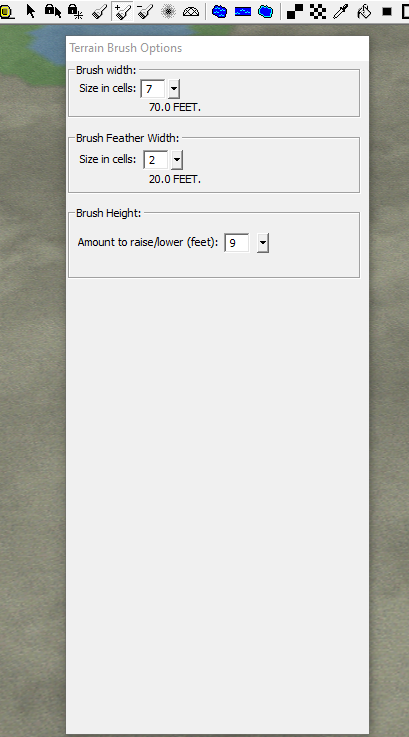 Terrain Brush Options
Brush width:
Size in cells: 7
70.0 FEET.
Brush Feather Width:
Size in cells: 2
20.0 FEET.
Brush Height:
Amount to raise/lower (feet): 9